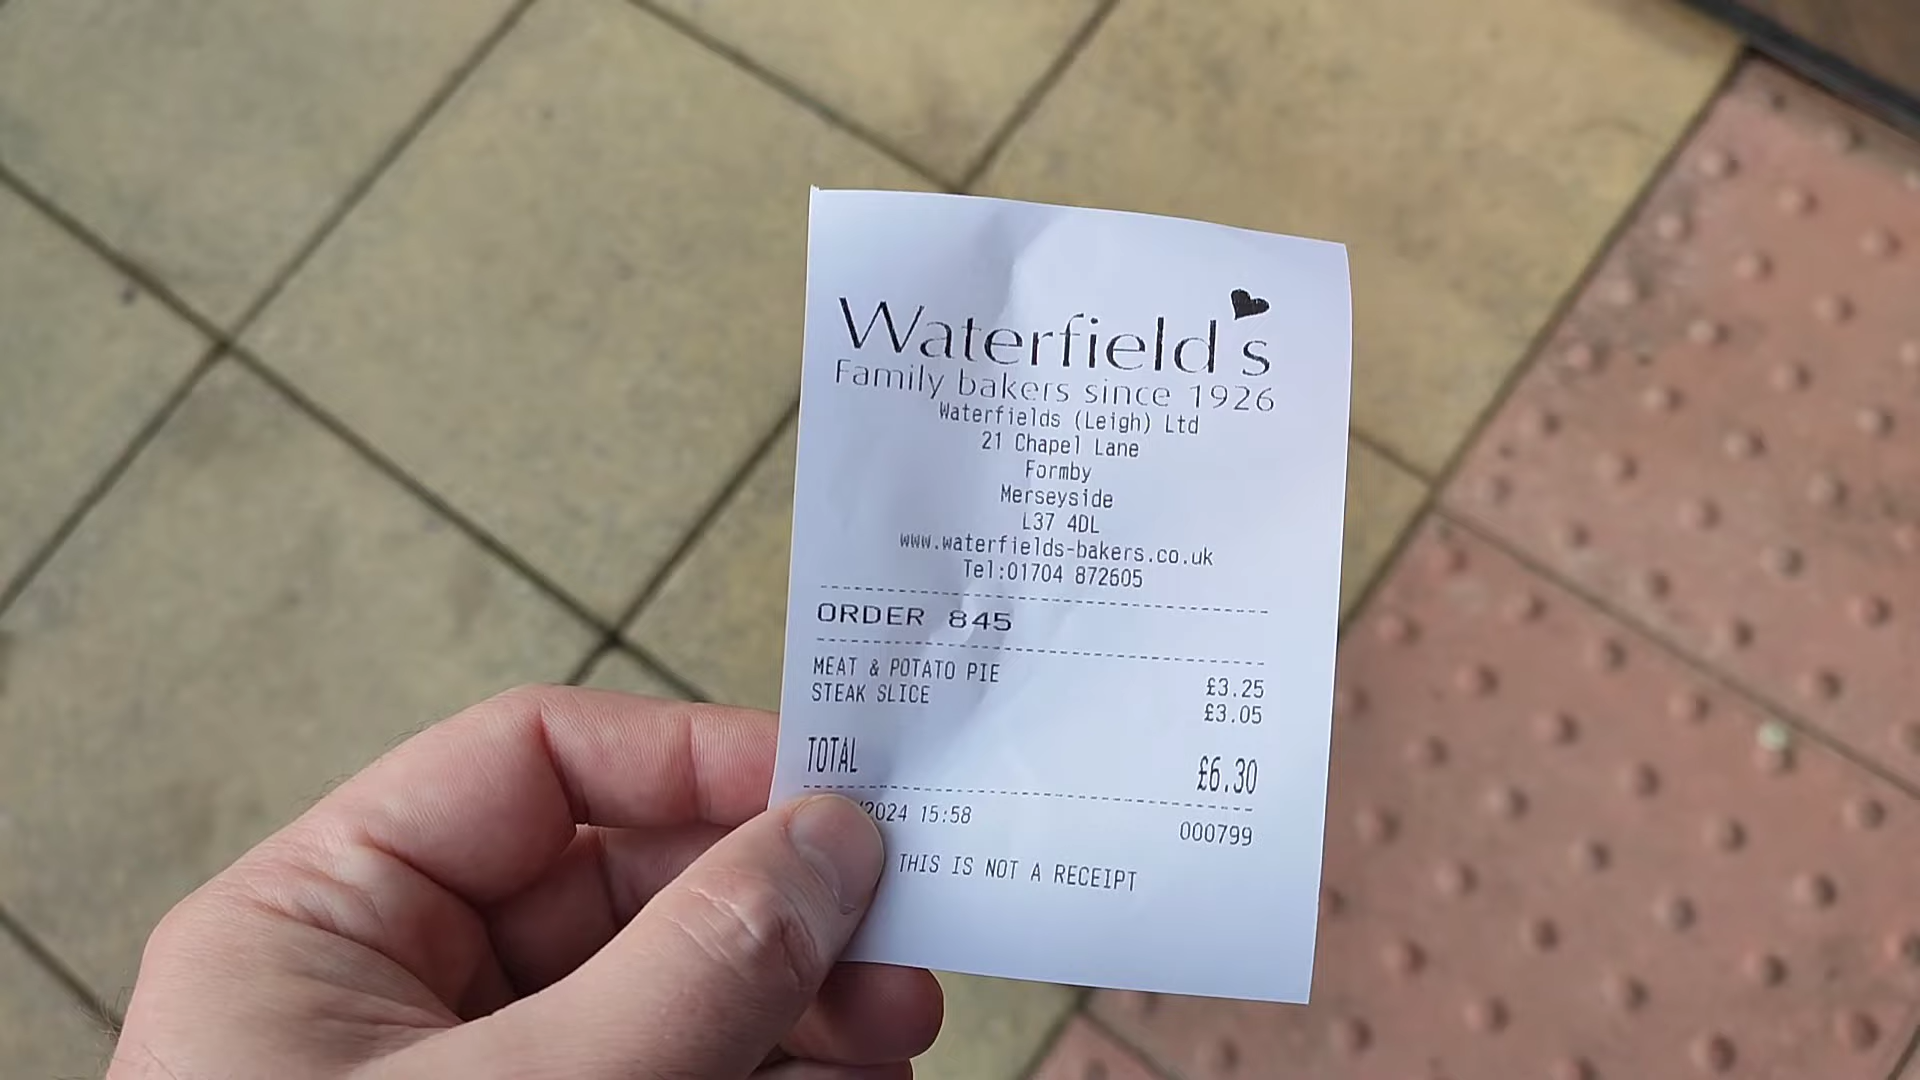 Waterfield's
Family bakers since 1926
Waterfields (Leigh) Ltd
21 Chapel Lane
Formby
Merseyside
L37 4DL
www.waterfields-bakers.co.uk
Tel:01704 872605
ORDER 845
MEAT & POTATO PIE £3.25
STEAK SLICE £3.05
TOTAL £6.30
/2024 15:58 000799
THIS IS NOT A RECEIPT